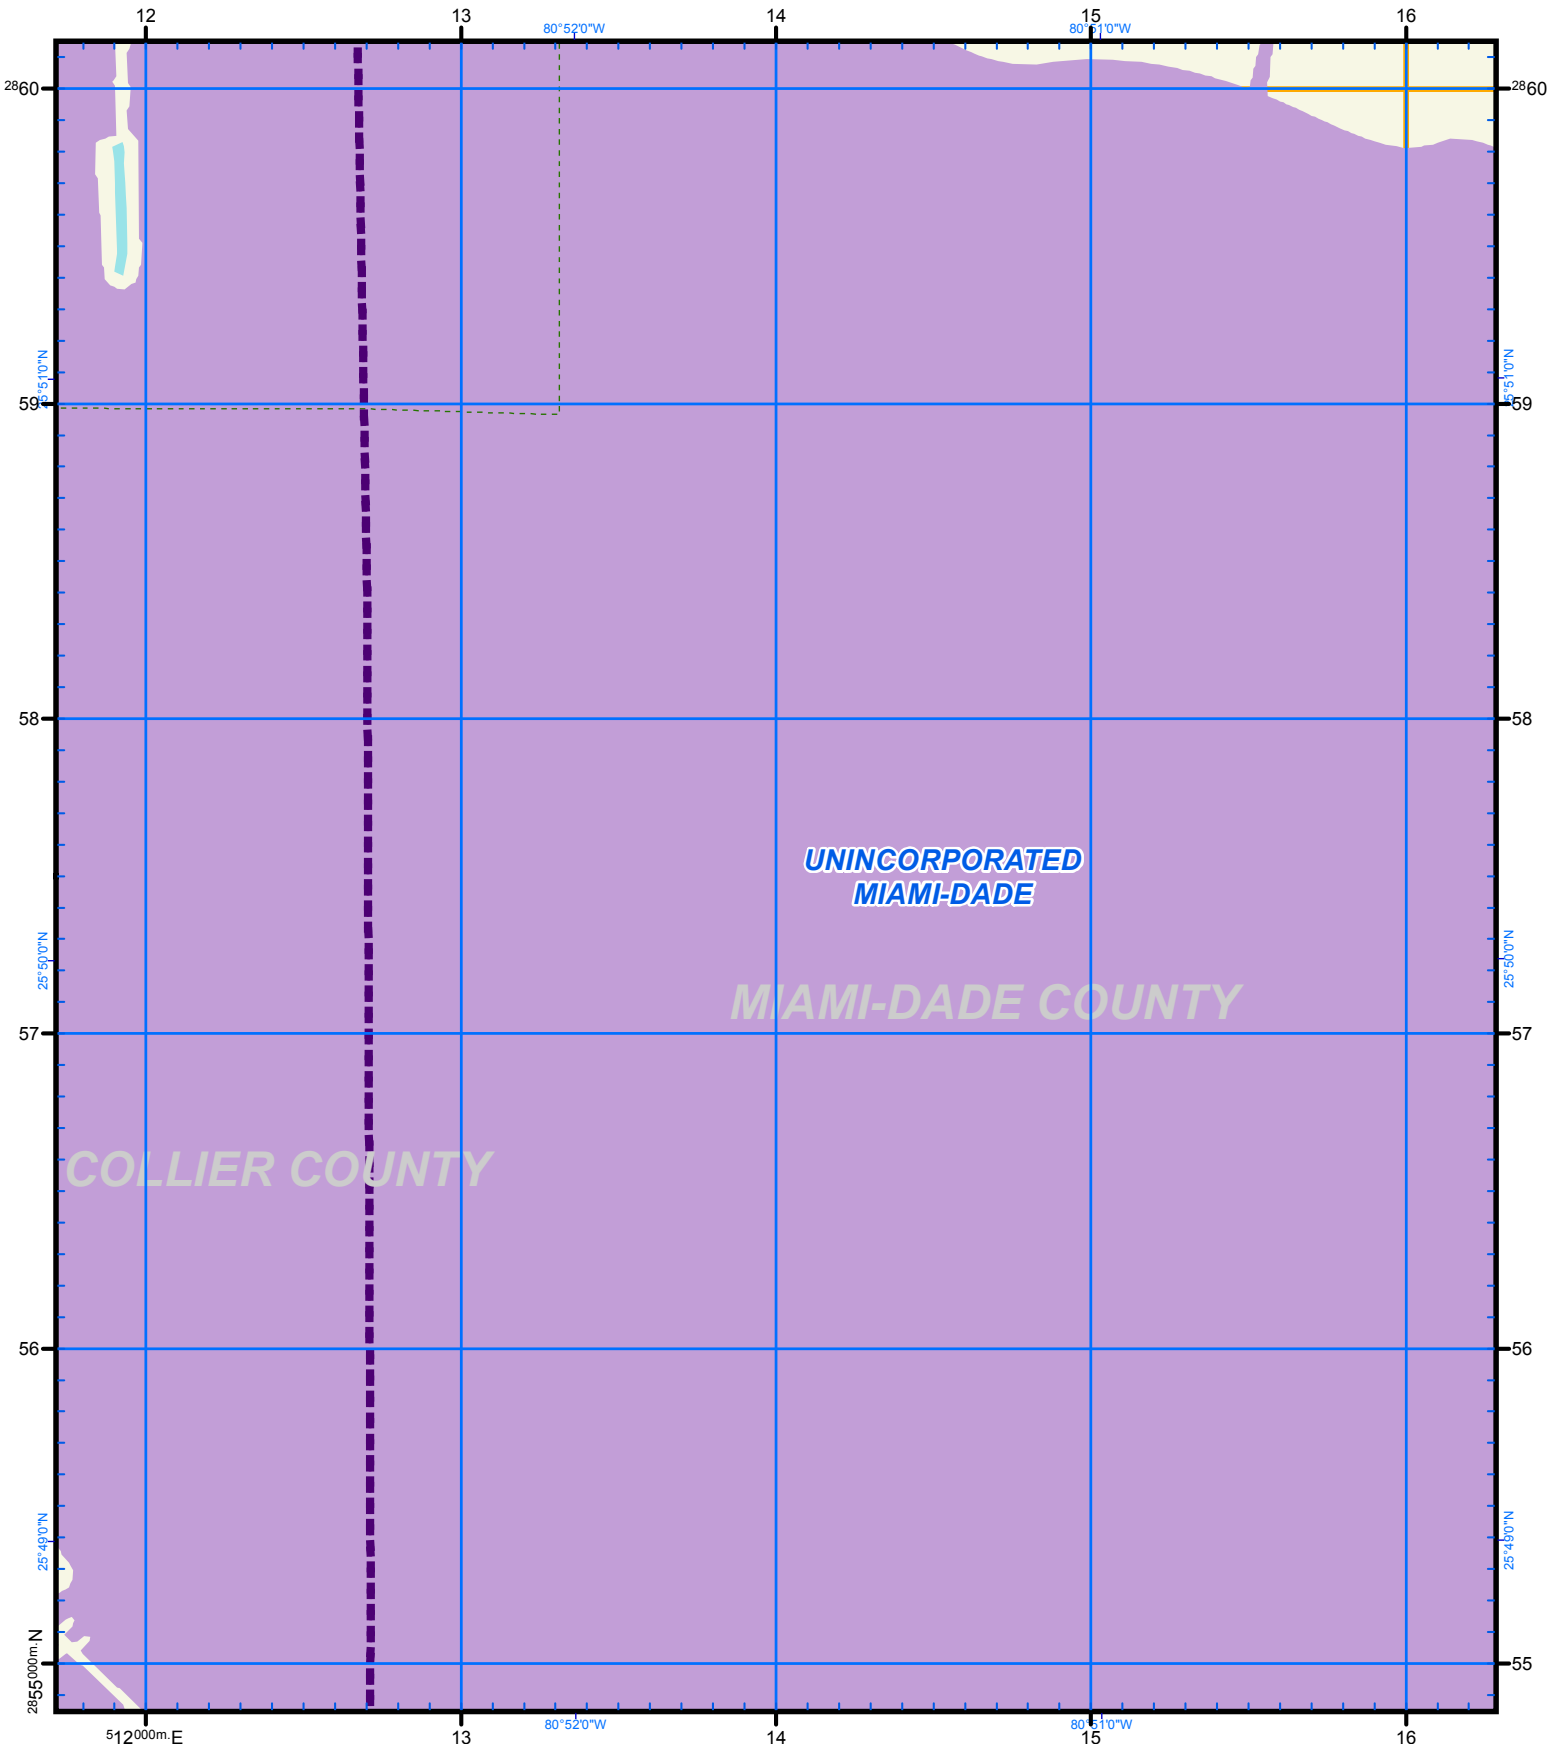 12 13 14 15 16
80°52'0"W 80°51'0"W
2860 2860
25°51'0"N 25°51'0"N
59 59
58 58
UNINCORPORATED
MIAMI-DADE
25°50'0"N 25°50'0"N
MIAMI-DADE COUNTY
57 57
COLLIER COUNTY
56 56
25°49'0"N 25°49'0"N
2855000m.N 55
80°52'0"W 80°51'0"W
512000m.E 13 14 15 16